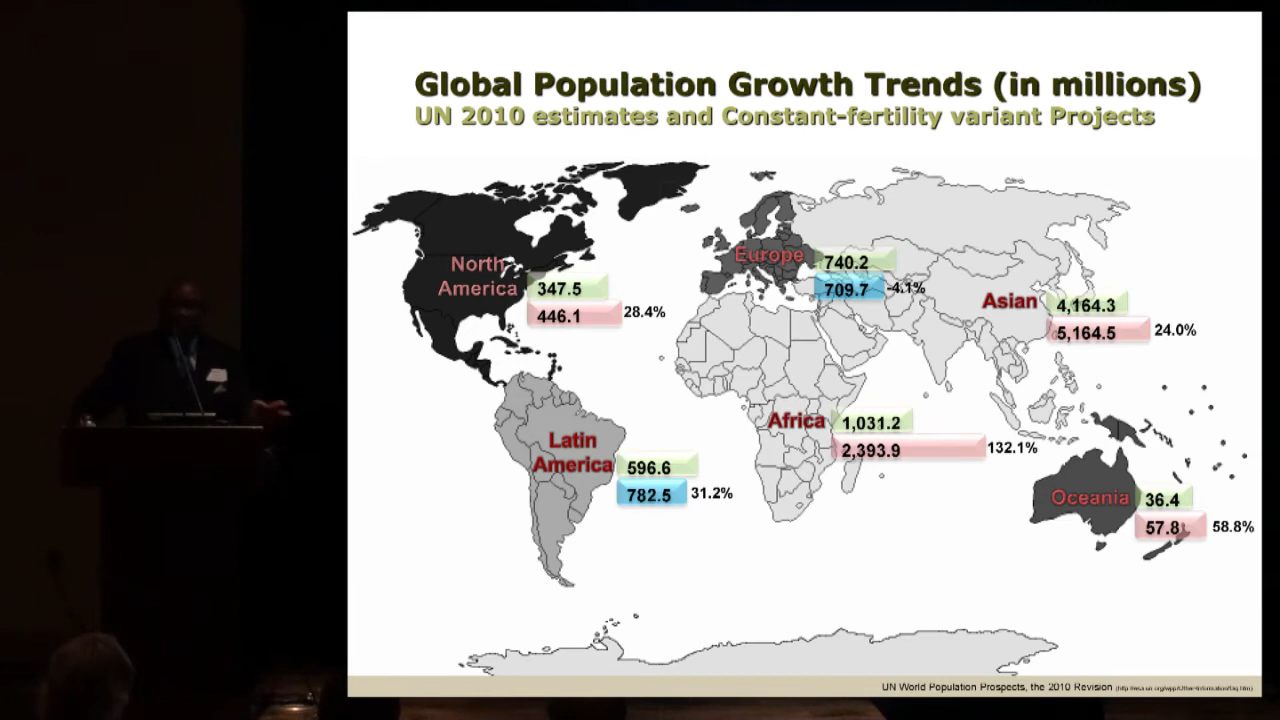 Global Population Growth Trends (in millions)
UN 2010 estimates and Constant-fertility variant Projects
North
America
347.5
446.1
28.4%
Europe
740.2
709.7
-4.1%
Asian
4,164.3
5,164.5
24.0%
Africa
1,031.2
2,393.9
132.1%
Latin
America
596.6
782.5
31.2%
Oceania
36.4
57.8
58.8%
UN World Population Prospects, the 2010 Revision